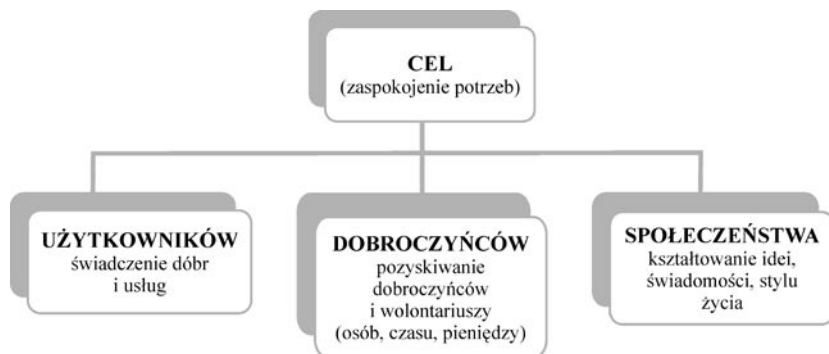 CEL
(zaspokojenie potrzeb)
UŻYTKOWNIKÓW
świadczenie dóbr
i usług
DOBROCZYŃCÓW
pozyskiwanie
dobroczyńców
i wolontariuszy
(osób, czasu, pieniędzy)
SPOŁECZEŃSTWA
kształtowanie idei,
świadomości, stylu
życia